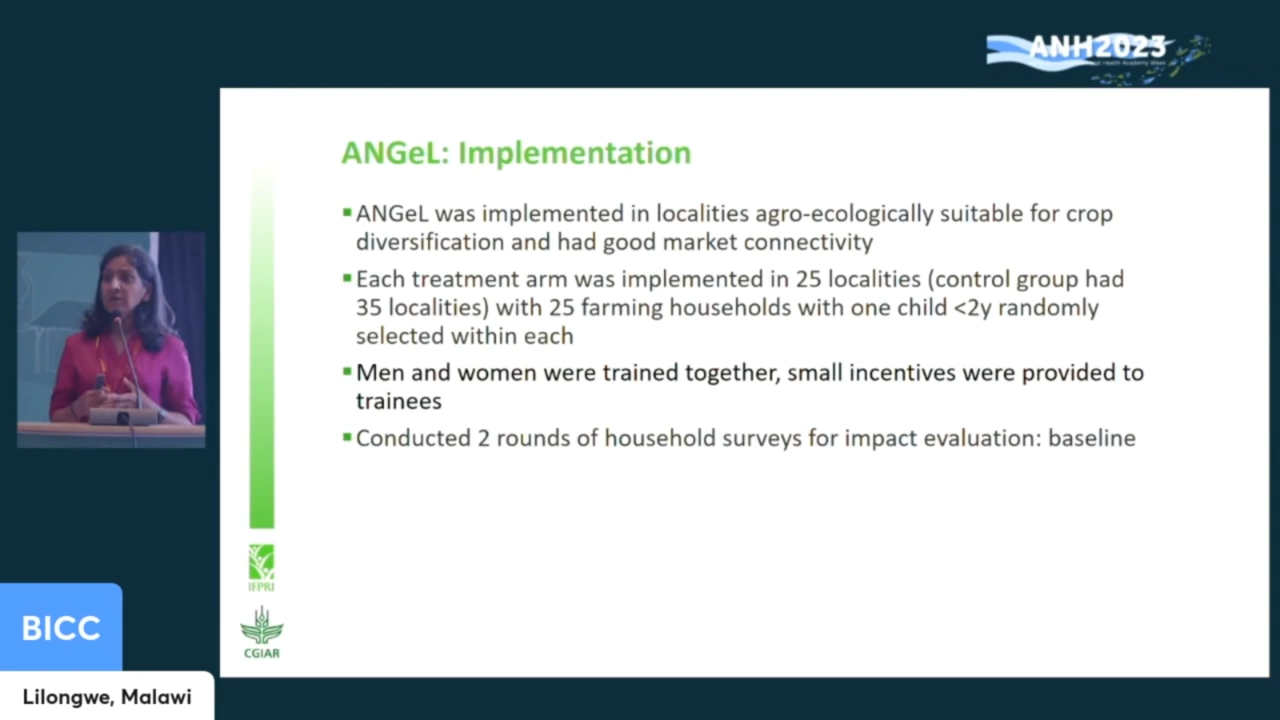 ANH2023
ANGeL: Implementation
▪ANGeL was implemented in localities agro-ecologically suitable for crop
diversification and had good market connectivity
▪Each treatment arm was implemented in 25 localities (control group had
35 localities) with 25 farming households with one child <2y randomly
selected within each
▪Men and women were trained together, small incentives were provided to
trainees
▪Conducted 2 rounds of household surveys for impact evaluation: baseline
IFPRI
CGIAR
BICC
Lilongwe, Malawi